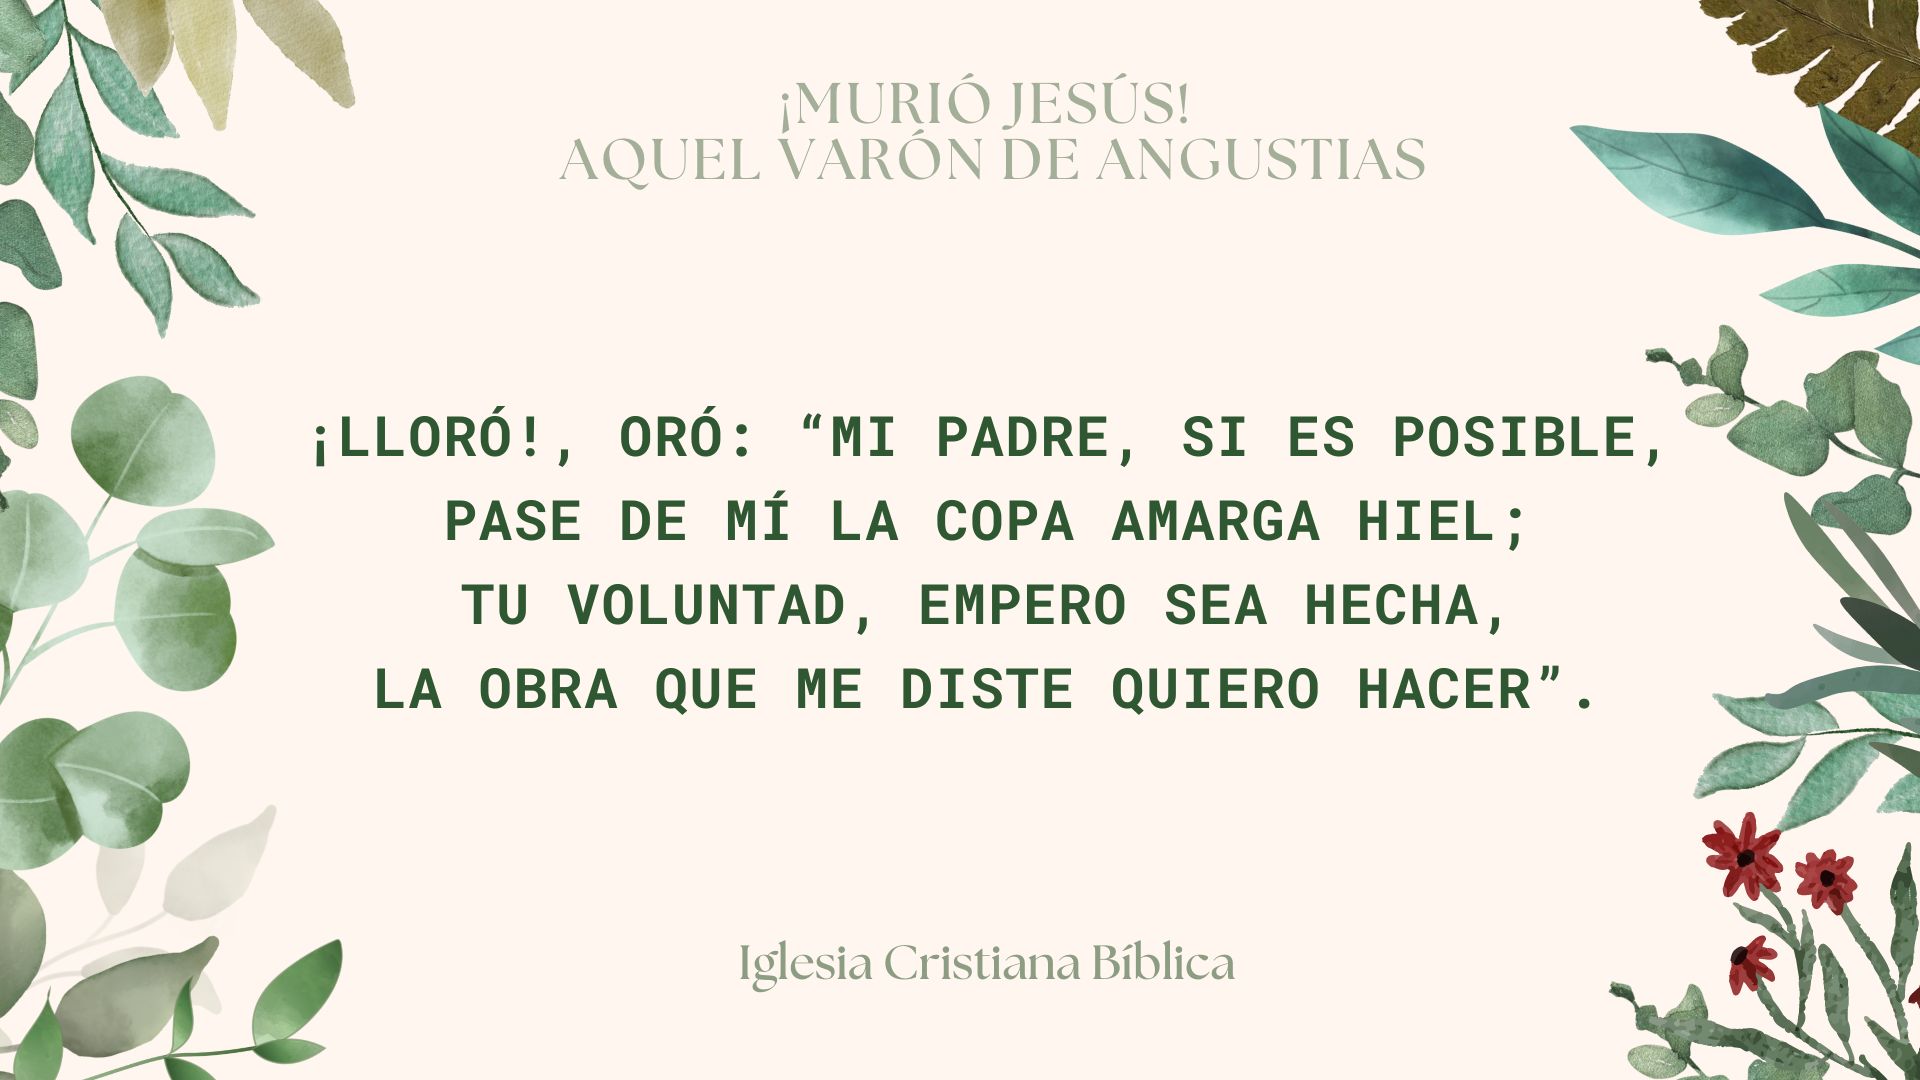 ¡MURIÓ JESÚS!
AQUEL VARÓN DE ANGUSTIAS
¡LLORÓ!, ORÓ: “MI PADRE, SI ES POSIBLE,
PASE DE MÍ LA COPA AMARGA HIEL;
TU VOLUNTAD, EMPERO SEA HECHA,
LA OBRA QUE ME DISTE QUIERO HACER”.
Iglesia Cristiana Bíblica